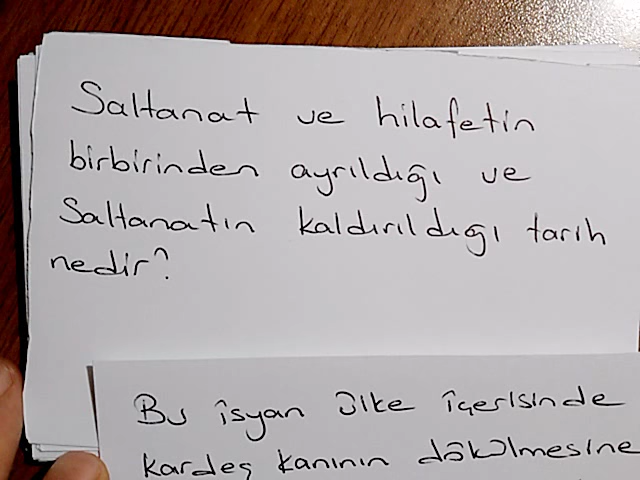 Saltanat ve hilafetin
birbirinden ayrıldığı ve
Saltanatın kaldırıldığı tarih
nedir?
Bu isyan ülke içerisinde
kardeş kanının dökülmesine